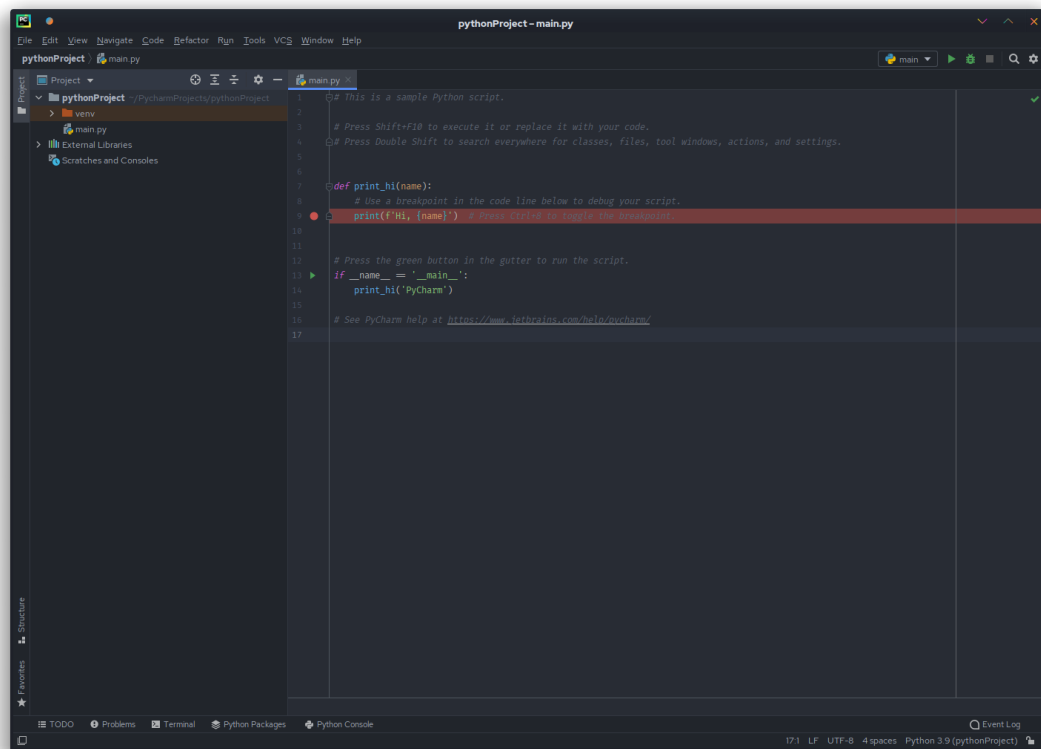 PC
pythonProject – main.py
File Edit View Navigate Code Refactor Run Tools VCS Window Help
pythonProject main.py main
Project
Project
main.py
pythonProject ~/PycharmProjects/pythonProject
venv
main.py
External Libraries
Scratches and Consoles
1 # This is a sample Python script.
2
3 # Press Shift+F10 to execute it or replace it with your code.
4 # Press Double Shift to search everywhere for classes, files, tool windows, actions, and settings.
5
6
7 def print_hi(name):
8 # Use a breakpoint in the code line below to debug your script.
9 print(f'Hi, {name}') # Press Ctrl+8 to toggle the breakpoint.
10
11
12 # Press the green button in the gutter to run the script.
13 if __name__ == '__main__':
14 print_hi('PyCharm')
15
16 # See PyCharm help at https://www.jetbrains.com/help/pycharm/
17
Structure
Favorites
TODO Problems Terminal Python Packages Python Console Event Log
17:1 LF UTF-8 4 spaces Python 3.9 (pythonProject)